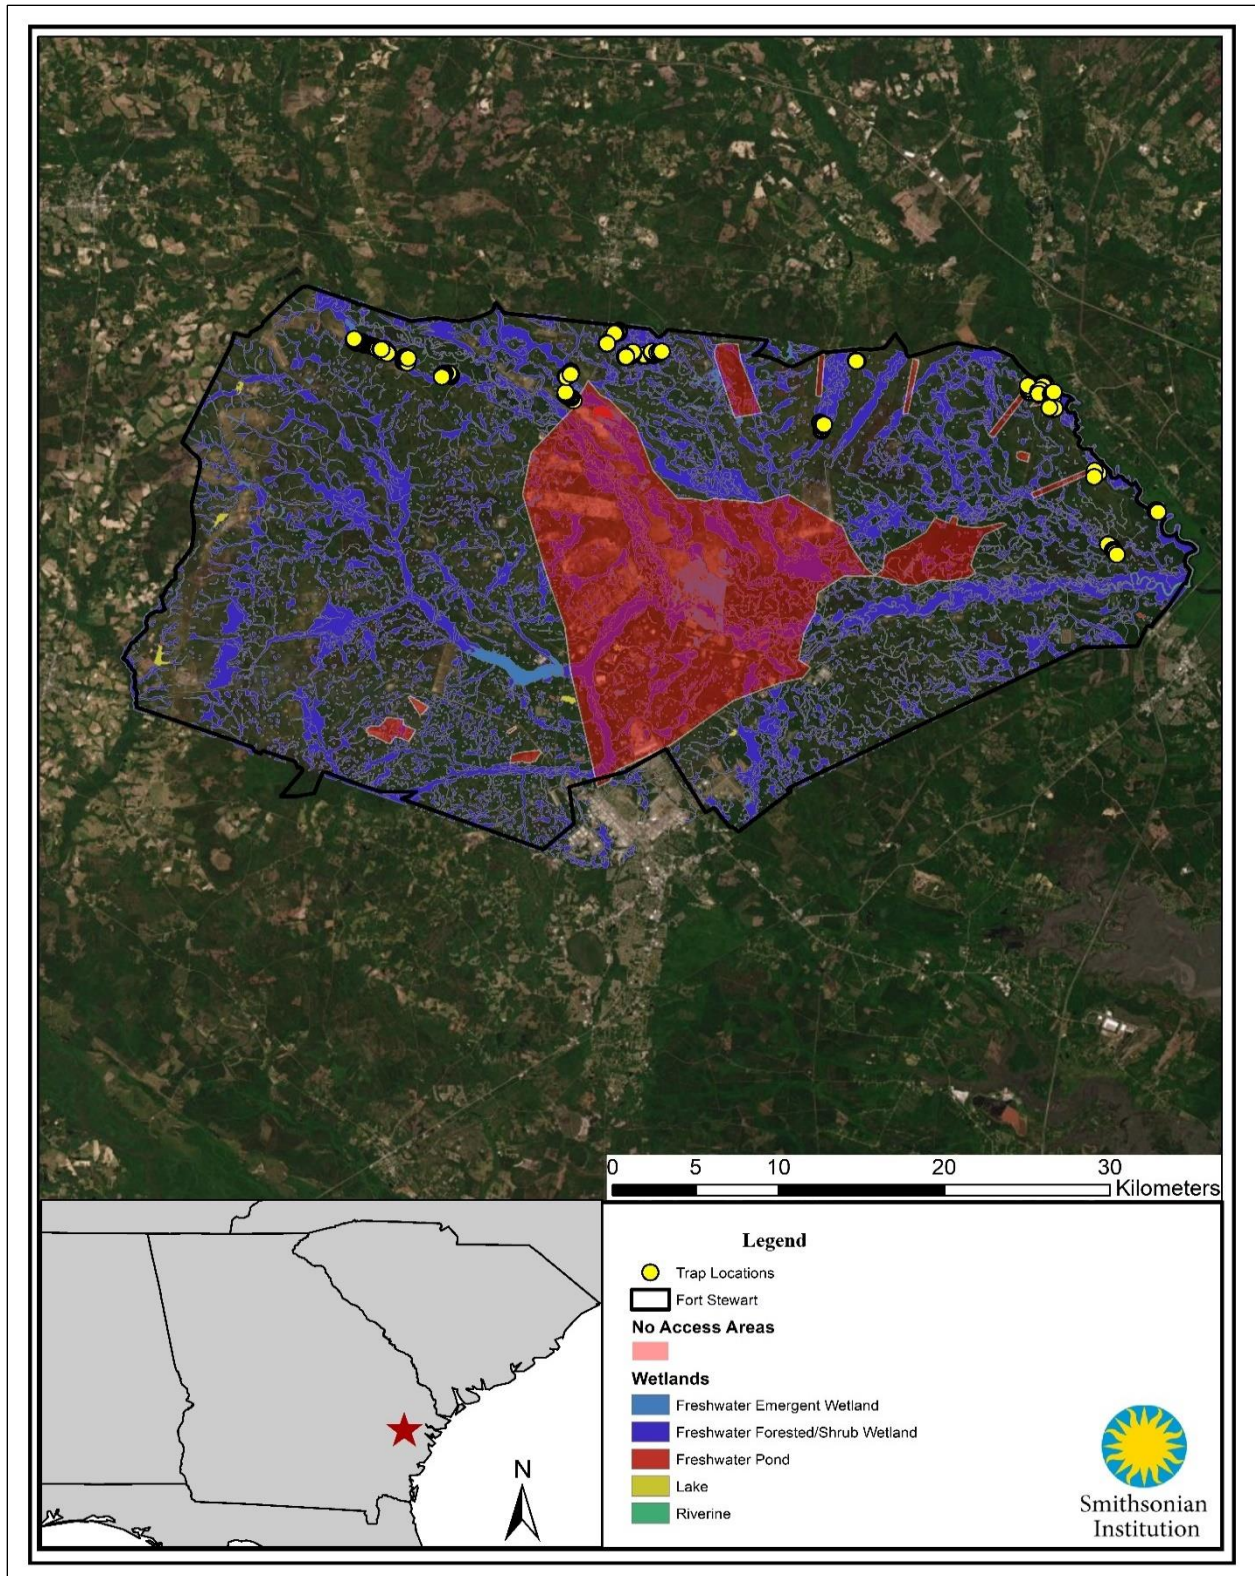 0 5 10 20 30
Kilometers
Legend
Trap Locations
Fort Stewart
No Access Areas
Wetlands
Freshwater Emergent Wetland
Freshwater Forested/Shrub Wetland
Freshwater Pond
Lake
Riverine
N
Smithsonian
Institution